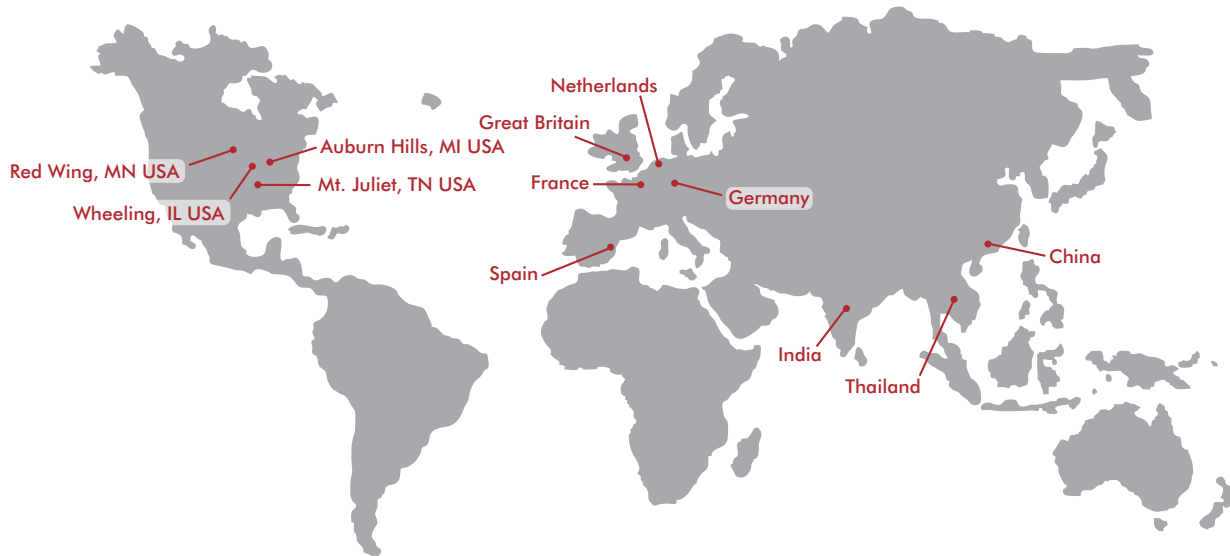 Netherlands
Great Britain
Auburn Hills, MI USA
Red Wing, MN USA
Mt. Juliet, TN USA
France
Germany
Wheeling, IL USA
China
Spain
India
Thailand